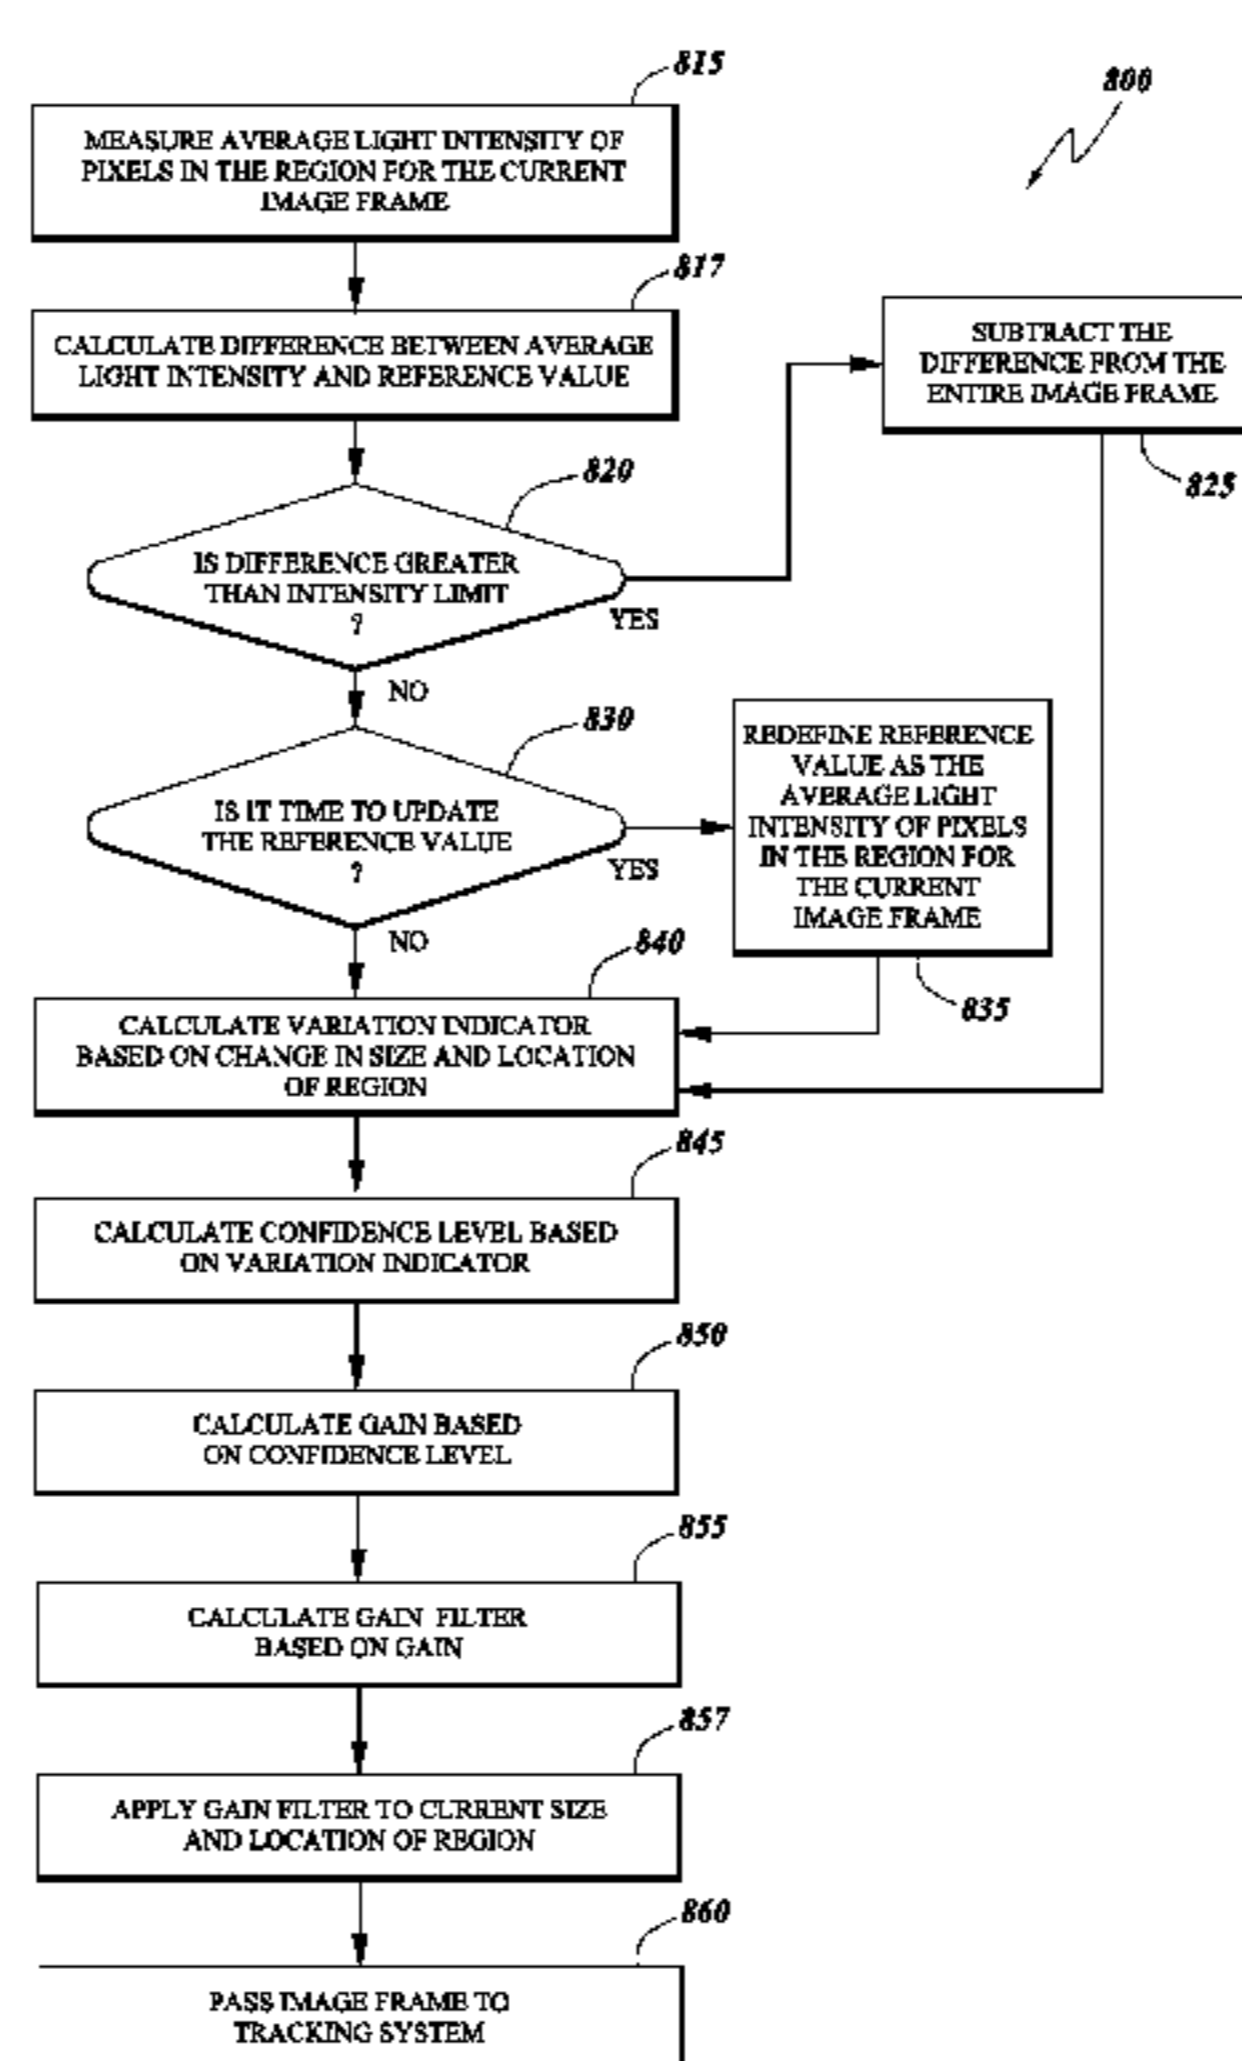 815
800
MEASURE AVERAGE LIGHT INTENSITY OF
PIXELS IN THE REGION FOR THE CURRENT
IMAGE FRAME
817
CALCULATE DIFFERENCE BETWEEN AVERAGE
LIGHT INTENSITY AND REFERENCE VALUE
SUBTRACT THE
DIFFERENCE FROM THE
ENTIRE IMAGE FRAME
825
820
IS DIFFERENCE GREATER
THAN INTENSITY LIMIT
?
YES
NO
830
IS IT TIME TO UPDATE
THE REFERENCE VALUE
?
YES
NO
REDEFINE REFERENCE
VALUE AS THE
AVERAGE LIGHT
INTENSITY OF PIXELS
IN THE REGION FOR
THE CURRENT
IMAGE FRAME
835
840
CALCULATE VARIATION INDICATOR
BASED ON CHANGE IN SIZE AND LOCATION
OF REGION
845
CALCULATE CONFIDENCE LEVEL BASED
ON VARIATION INDICATOR
850
CALCULATE GAIN BASED
ON CONFIDENCE LEVEL
855
CALCULATE GAIN FILTER
BASED ON GAIN
857
APPLY GAIN FILTER TO CURRENT SIZE
AND LOCATION OF REGION
860
PASS IMAGE FRAME TO
TRACKING SYSTEM